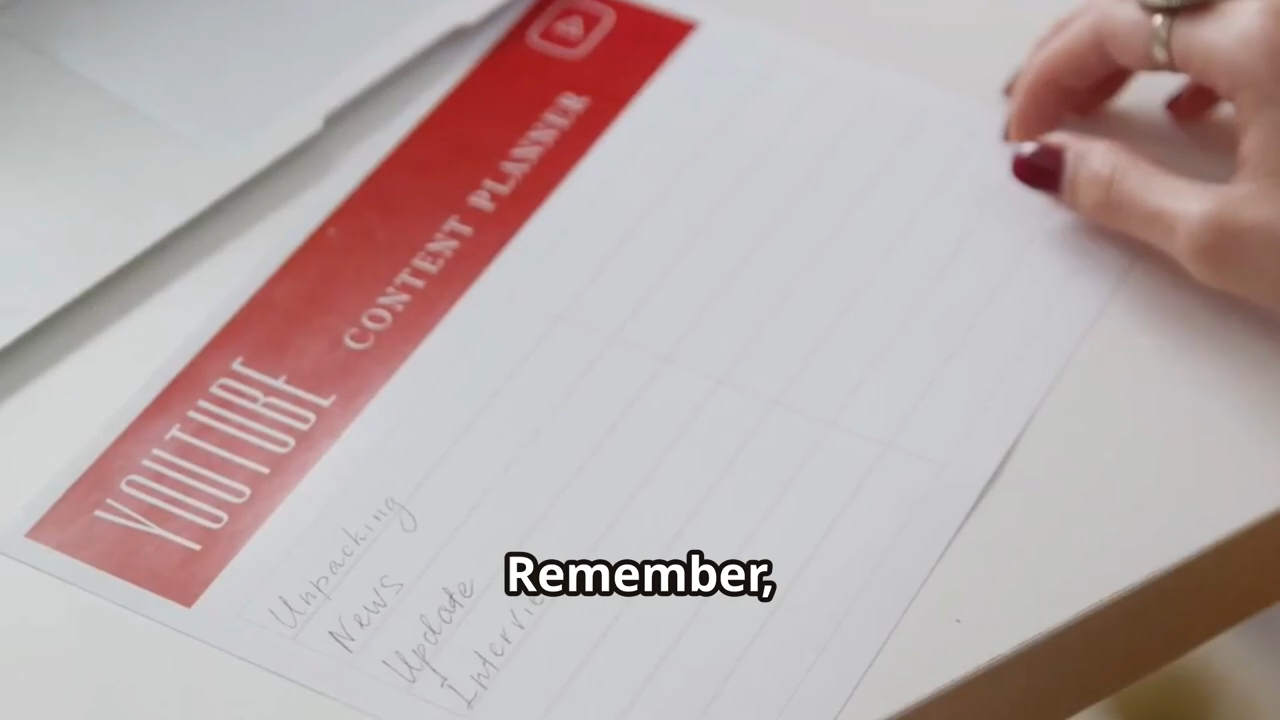 YOUTUBE CONTENT PLANNER
Unpacking
News
Update
Remember,